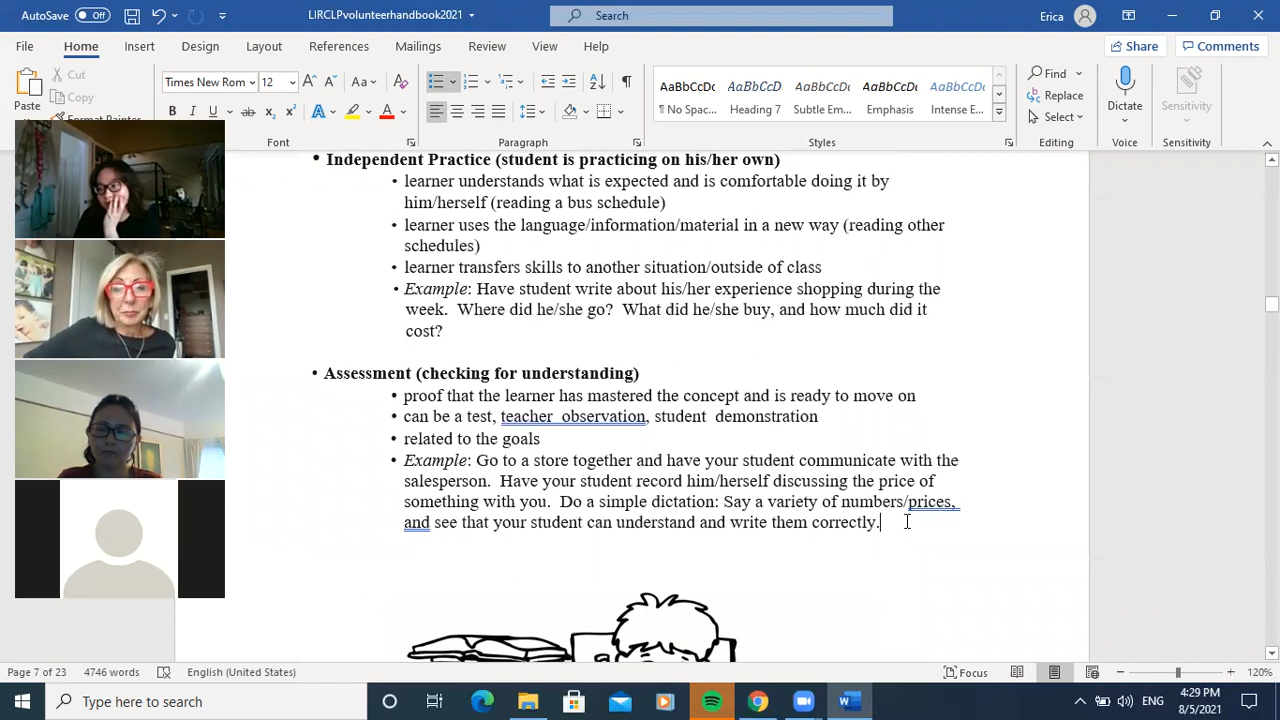 AutoSave Off LIRCLPvolunteerhandbook2021 Search Erica
File Home Insert Design Layout References Mailings Review View Help Share Comments
Paste Cut Copy Format Painter
Times New Rom 12 Aa
AaBbCcDc AaBbCcD AaBbCcDc AaBbCcDc AaBbCcDc
¶ No Spac... Heading 7 Subtle Em... Emphasis Intense E...
Find Replace Select
Dictate Sensitivity
Font Paragraph Styles Editing Voice Sensitivity
• Independent Practice (student is practicing on his/her own)
• learner understands what is expected and is comfortable doing it by
him/herself (reading a bus schedule)
• learner uses the language/information/material in a new way (reading other
schedules)
• learner transfers skills to another situation/outside of class
• Example: Have student write about his/her experience shopping during the
week. Where did he/she go? What did he/she buy, and how much did it
cost?
• Assessment (checking for understanding)
• proof that the learner has mastered the concept and is ready to move on
• can be a test, teacher observation, student demonstration
• related to the goals
• Example: Go to a store together and have your student communicate with the
salesperson. Have your student record him/herself discussing the price of
something with you. Do a simple dictation: Say a variety of numbers/prices,
and see that your student can understand and write them correctly.
Page 7 of 23 4746 words English (United States) Focus 120%
Type here to search
ENG 4:29 PM
8/5/2021